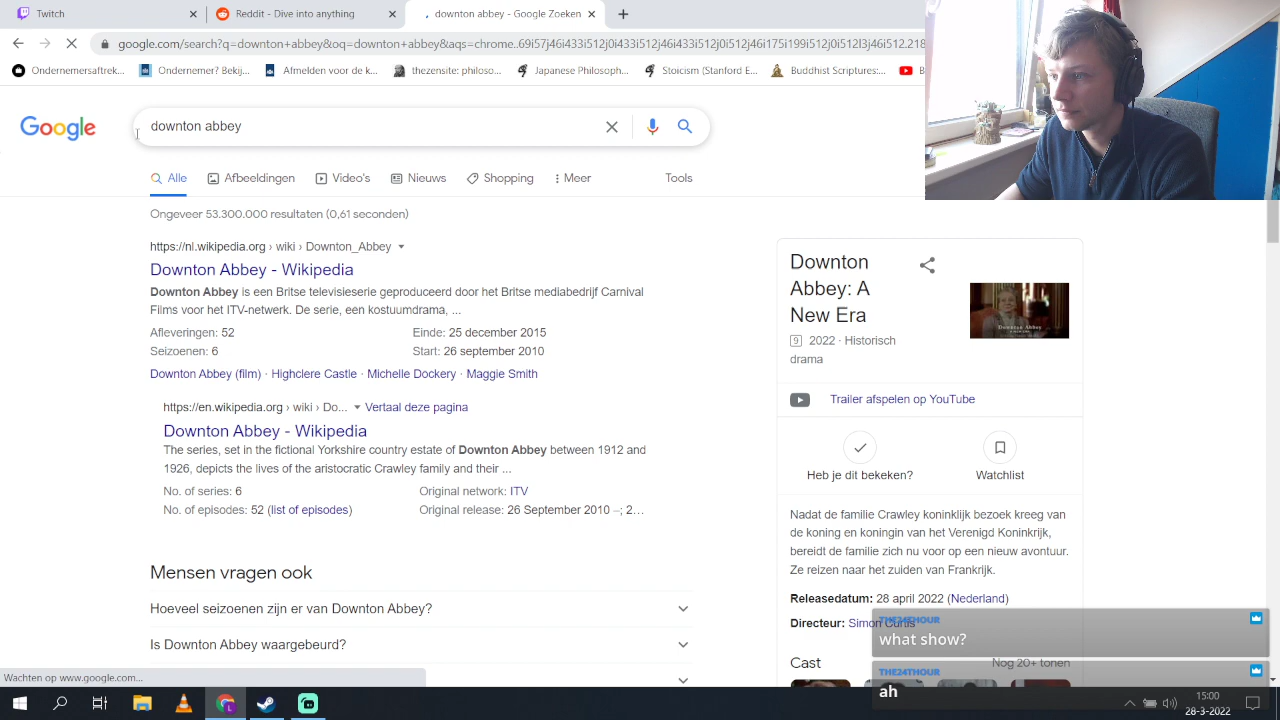 Twitch
Reddit - Dive into anything
downton abbey - Google Zoeken
google.com/search?q=downton+abbey&oq=downton+abbey&aqs=chrome..69i57j46i433i512j0i433i512j0i512j46i175i199i512j0i512l3j46i512.218
Ondernemersaftrek...
Ondernemer? Bekij...
Afmelden voor de k...
thezensite: philoso...
Japanese Philosoph...
Stoicism (Stanford E...
Buddhist Scriptures:...
Google
downton abbey
Alle
Afbeeldingen
Video's
Nieuws
Shopping
Meer
Tools
Ongeveer 53.300.000 resultaten (0,61 seconden)
https://nl.wikipedia.org › wiki › Downton_Abbey
Downton Abbey - Wikipedia
Downton Abbey is een Britse televisieserie geproduceerd door het Britse mediabedrijf Carnival
Films voor het ITV-netwerk. De serie, een kostuumdrama, ...
Afleveringen: 52
Einde: 25 december 2015
Seizoenen: 6
Start: 26 september 2010
Downton Abbey (film) · Highclere Castle · Michelle Dockery · Maggie Smith
https://en.wikipedia.org › wiki › Do... Vertaal deze pagina
Downton Abbey - Wikipedia
The series, set in the fictional Yorkshire country estate of Downton Abbey between 1912 and
1926, depicts the lives of the aristocratic Crawley family and their ...
No. of series: 6
Original network: ITV
No. of episodes: 52 (list of episodes)
Original release: 26 September 2010 –; 2...
Mensen vragen ook
Hoeveel seizoenen zijn er van Downton Abbey?
Is Downton Abbey waargebeurd?
Wachten op www.google.com...
Downton
Abbey: A
New Era
9 2022 · Historisch
drama
Downton Abbey
Trailer afspelen op YouTube
Heb je dit bekeken?
Watchlist
Nadat de familie Crawley koninklijk bezoek kreeg van
de koning en koningin van het Verenigd Koninkrijk,
bereidt de familie zich nu voor op een nieuw avontuur.
Ze reizen naar het zuiden van Frankrijk.
Releasedatum: 28 april 2022 (Nederland)
Directeur: Simon Curtis
THE24THOUR
what show?
Cast
Nog 20+ tonen
THE24THOUR
ah
15:00
28-3-2022